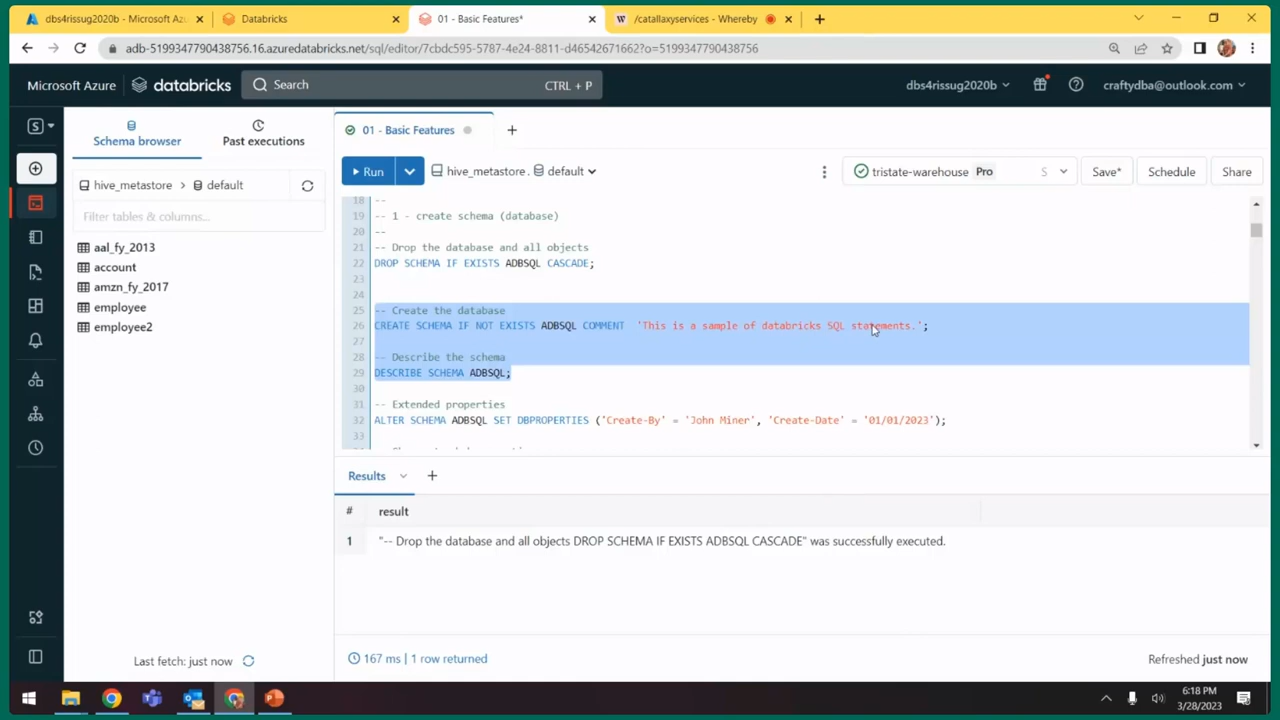 dbs4rissug2020b - Microsoft Azu
Databricks
01 - Basic Features*
/catallaxyservices - Whereby
adb-5199347790438756.16.azuredatabricks.net/sql/editor/7cbdc595-5787-4e24-8811-d46542671662?o=5199347790438756
Microsoft Azure
databricks
Search
CTRL + P
dbs4rissug2020b
craftydba@outlook.com
S
Schema browser
Past executions
01 - Basic Features
Run
hive_metastore . default
tristate-warehouse Pro S
Save*
Schedule
Share
hive_metastore > default
Filter tables & columns...
aal_fy_2013
account
amzn_fy_2017
employee
employee2
18 --
19 -- 1 - create schema (database)
20 --
21 -- Drop the database and all objects
22 DROP SCHEMA IF EXISTS ADBSQL CASCADE;
23
24
25 -- Create the database
26 CREATE SCHEMA IF NOT EXISTS ADBSQL COMMENT 'This is a sample of databricks SQL statements.';
27
28 -- Describe the schema
29 DESCRIBE SCHEMA ADBSQL;
30
31 -- Extended properties
32 ALTER SCHEMA ADBSQL SET DBPROPERTIES ('Create-By' = 'John Miner', 'Create-Date' = '01/01/2023');
33
Results
# result
1 "-- Drop the database and all objects DROP SCHEMA IF EXISTS ADBSQL CASCADE" was successfully executed.
Last fetch: just now
167 ms | 1 row returned
Refreshed just now
6:18 PM
3/28/2023